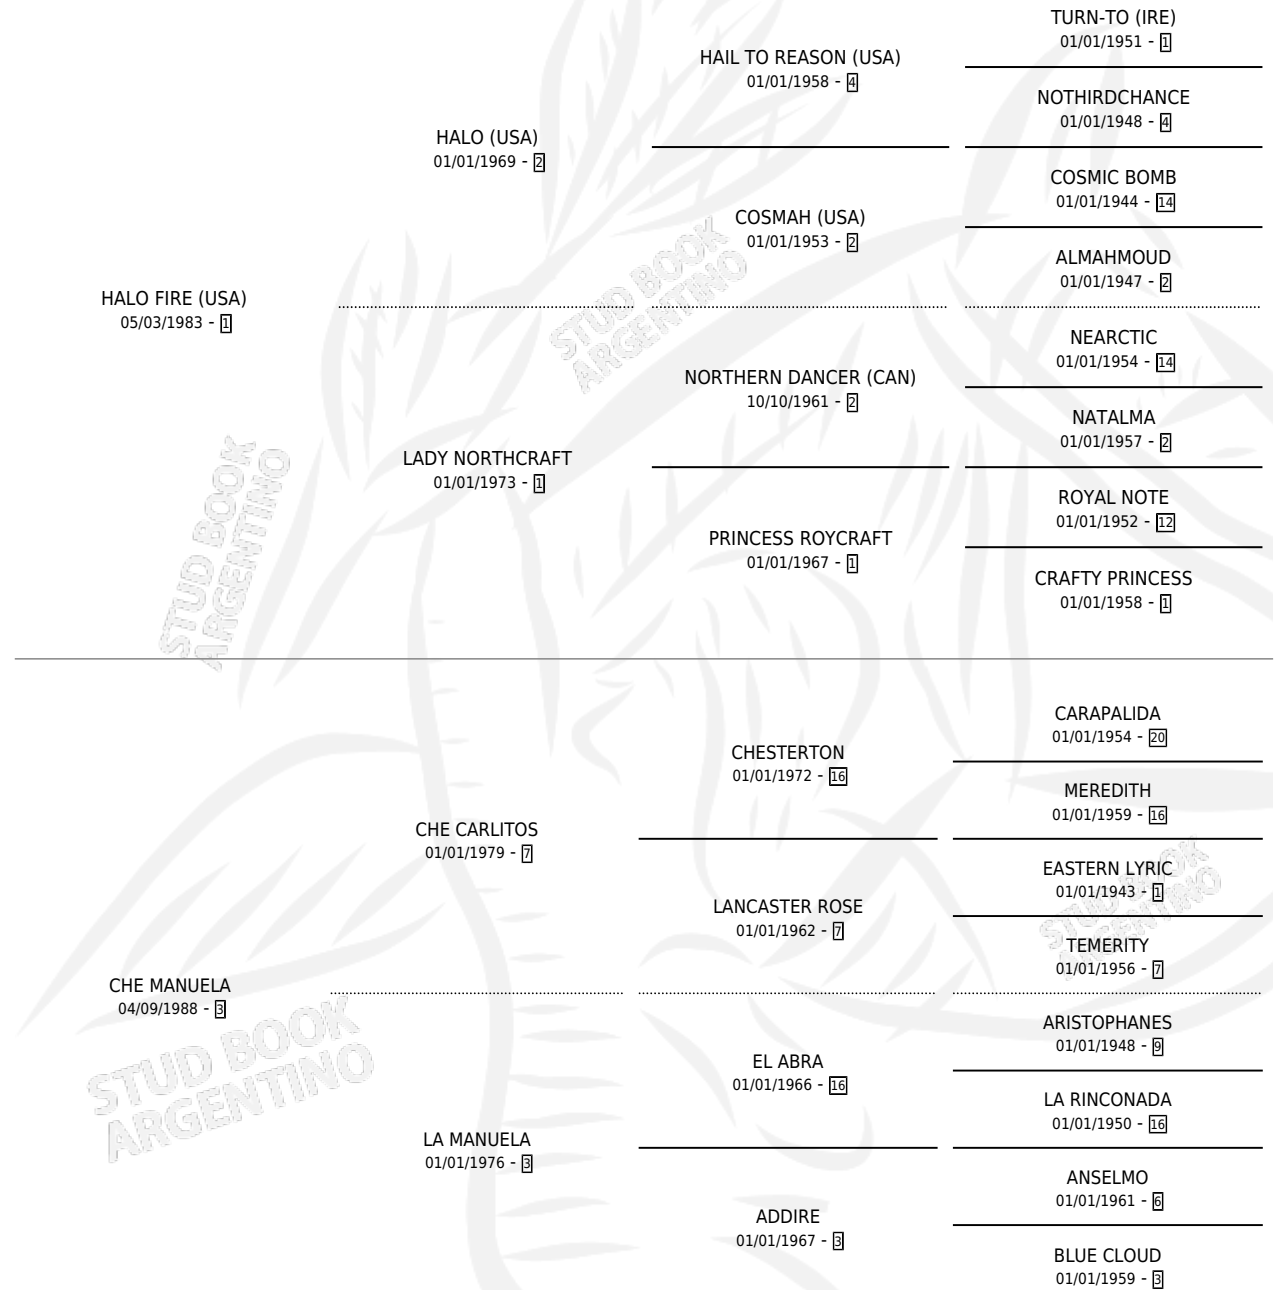 TURN-TO (IRE)
01/01/1951 - 1
HAIL TO REASON (USA)
01/01/1958 - 4
NOTHIRDCHANCE
01/01/1948 - 4
HALO (USA)
01/01/1969 - 2
COSMIC BOMB
01/01/1944 - 14
COSMAH (USA)
01/01/1953 - 2
ALMAHMOUD
01/01/1947 - 2
HALO FIRE (USA)
05/03/1983 - 1
NEARCTIC
01/01/1954 - 14
NORTHERN DANCER (CAN)
10/10/1961 - 2
NATALMA
01/01/1957 - 2
LADY NORTHCRAFT
01/01/1973 - 1
ROYAL NOTE
01/01/1952 - 12
PRINCESS ROYCRAFT
01/01/1967 - 1
CRAFTY PRINCESS
01/01/1958 - 1
STUD BOOK
ARGENTINO
STUD BOOK
ARGENTINO
CARAPALIDA
01/01/1954 - 20
CHESTERTON
01/01/1972 - 16
MEREDITH
01/01/1959 - 16
CHE CARLITOS
01/01/1979 - 7
EASTERN LYRIC
01/01/1943 - 1
LANCASTER ROSE
01/01/1962 - 7
TEMERITY
01/01/1956 - 7
STUD BOOK
ARGENTINO
CHE MANUELA
04/09/1988 - 3
ARISTOPHANES
01/01/1948 - 9
EL ABRA
01/01/1966 - 16
LA RINCONADA
01/01/1950 - 16
LA MANUELA
01/01/1976 - 3
ANSELMO
01/01/1961 - 6
ADDIRE
01/01/1967 - 3
BLUE CLOUD
01/01/1959 - 3
STUD BOOK
ARGENTINO